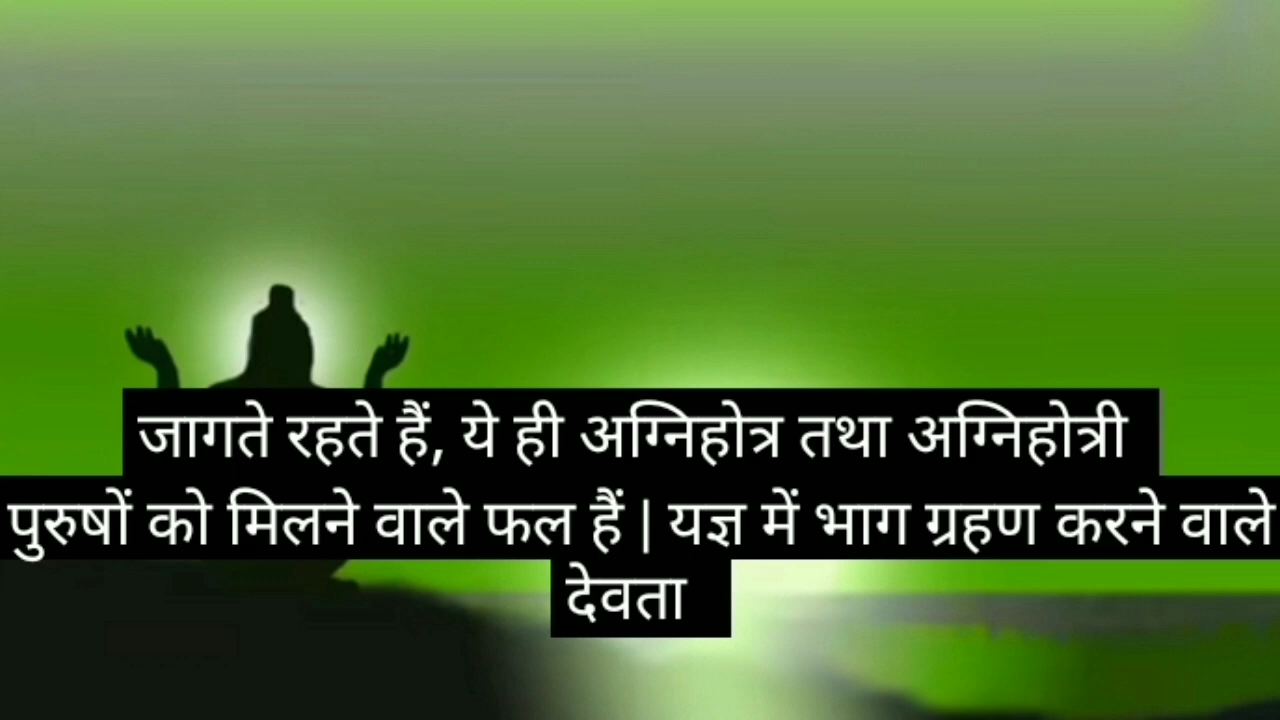 जागते रहते हैं, ये ही अग्निहोत्र तथा अग्निहोत्री
पुरुषों को मिलने वाले फल हैं | यज्ञ में भाग ग्रहण करने वाले
देवता